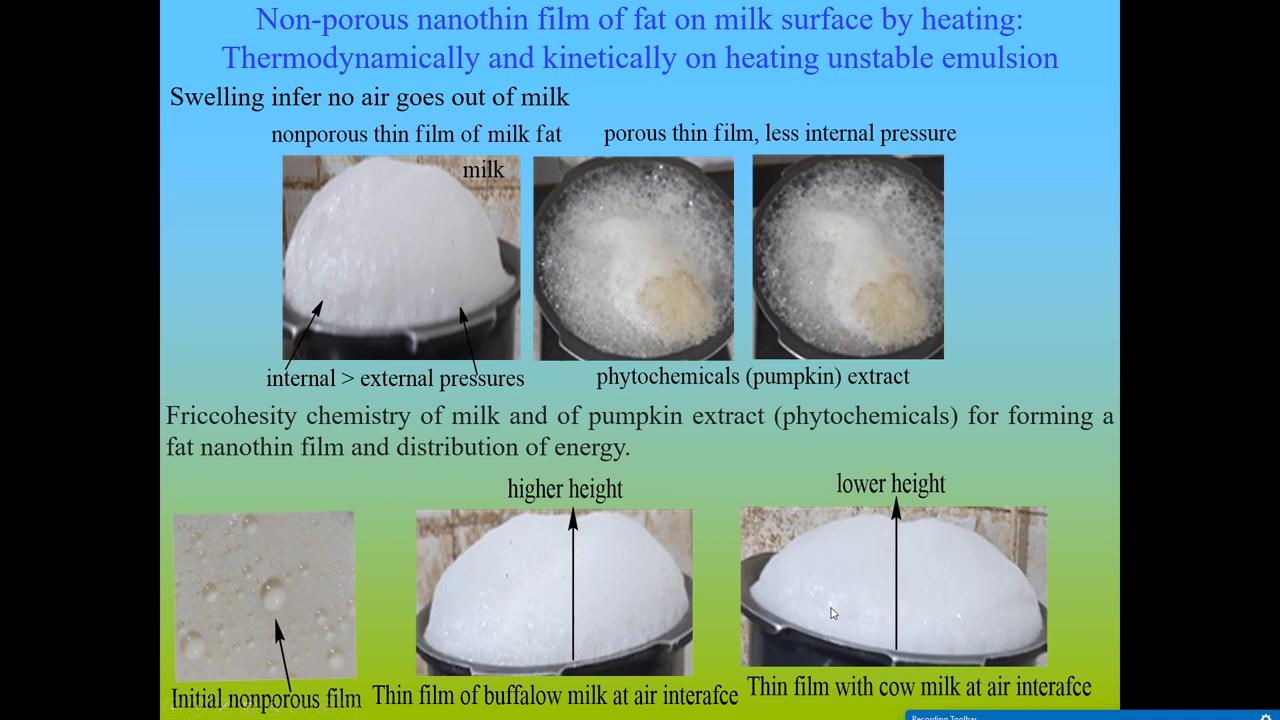 Non-porous nanothin film of fat on milk surface by heating:
Thermodynamically and kinetically on heating unstable emulsion
Swelling infer no air goes out of milk
nonporous thin film of milk fat
porous thin film, less internal pressure
milk
internal > external pressures
phytochemicals (pumpkin) extract
Friccohesity chemistry of milk and of pumpkin extract (phytochemicals) for forming a
fat nanothin film and distribution of energy.
higher height
lower height
Initial nonporous film
Thin film of buffalow milk at air interafce
Thin film with cow milk at air interafce
Recording Toolbar